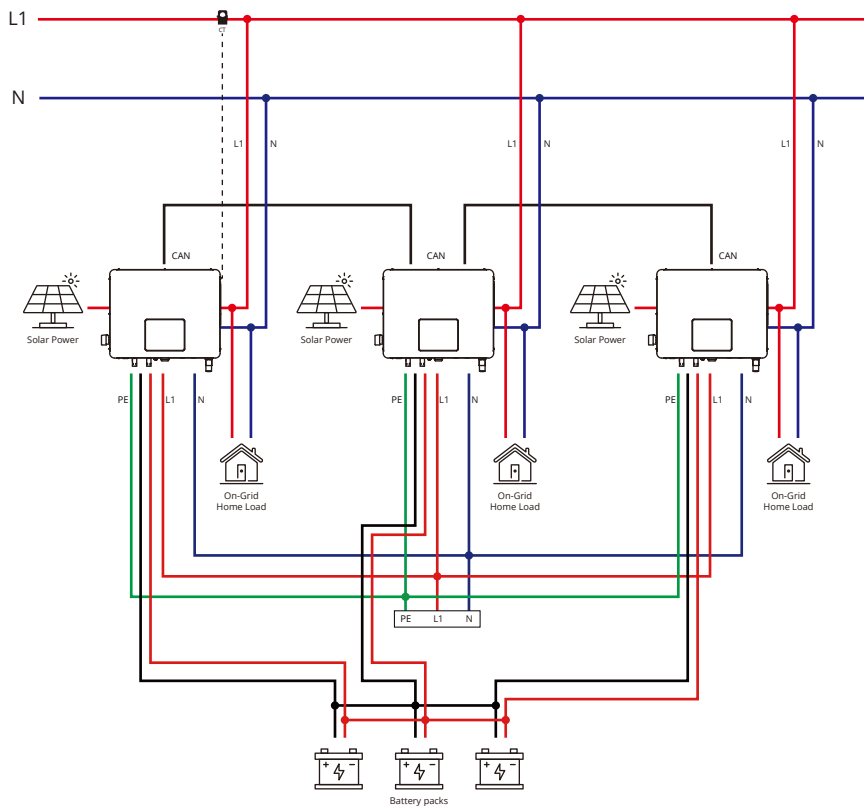 L1
CT
N
L1 N
L1 N
L1 N
CAN
CAN
CAN
Solar Power
Solar Power
Solar Power
PE L1 N
PE L1 N
PE L1 N
On-Grid
Home Load
On-Grid
Home Load
On-Grid
Home Load
PE L1 N
+ −
+ −
+ −
Battery packs